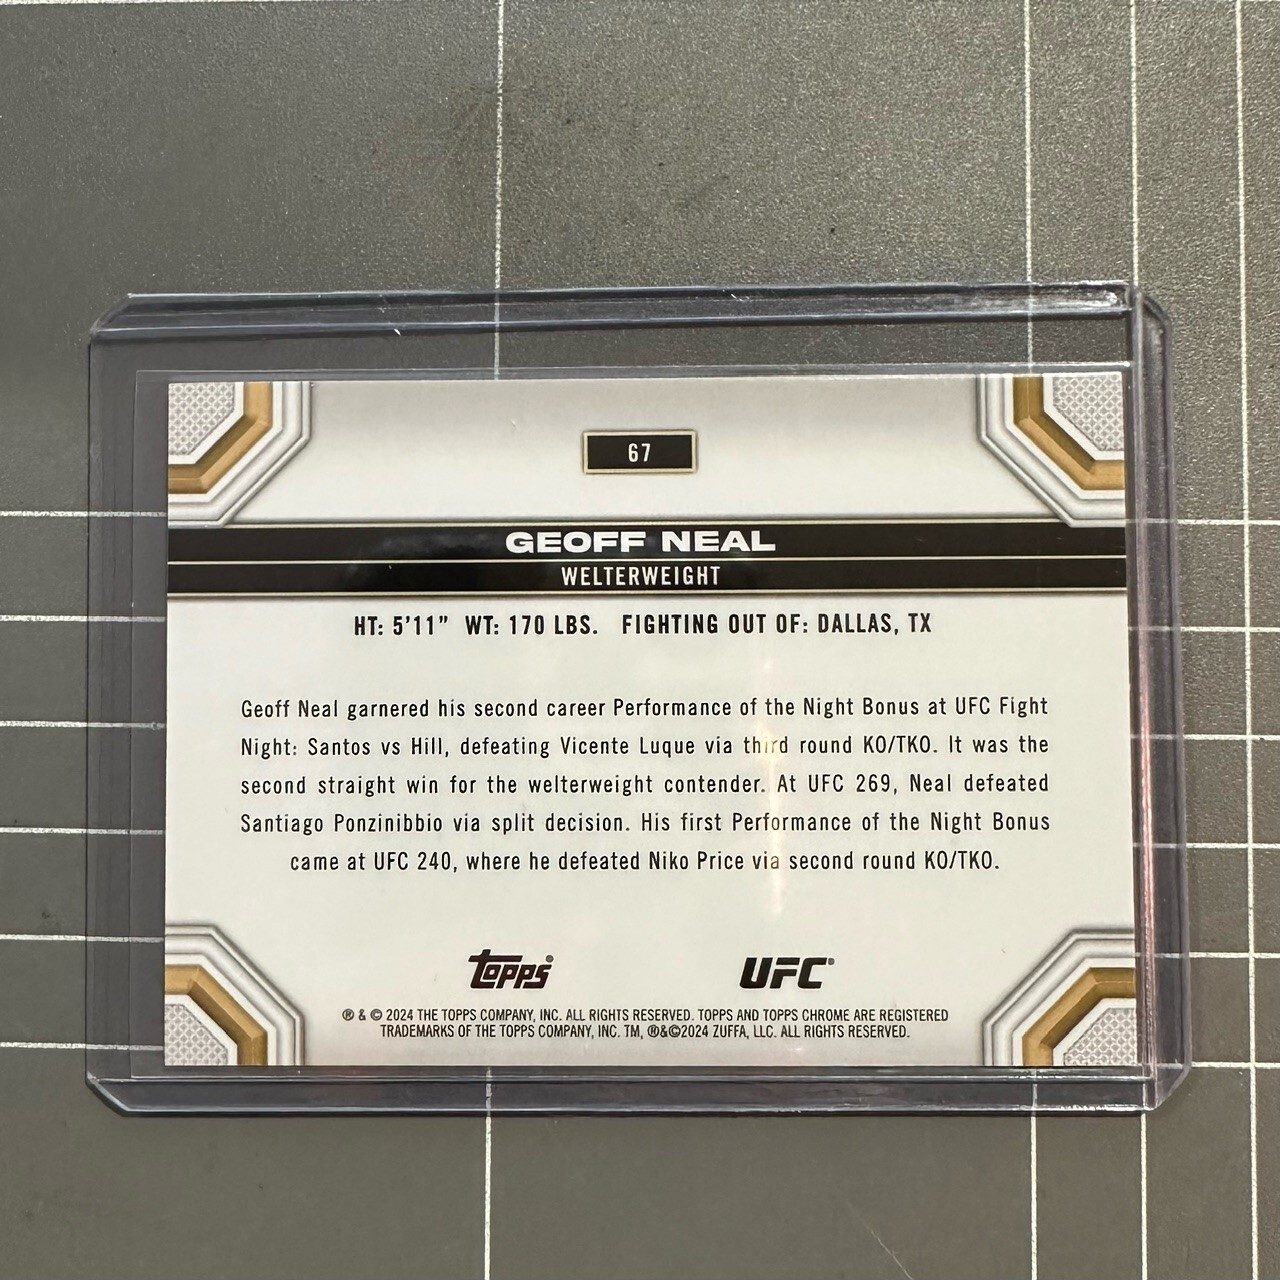 67
GEOFF NEAL
WELTERWEIGHT
HT: 5'11” WT: 170 LBS. FIGHTING OUT OF: DALLAS, TX
Geoff Neal garnered his second career Performance of the Night Bonus at UFC Fight
Night: Santos vs Hill, defeating Vicente Luque via third round KO/TKO. It was the
second straight win for the welterweight contender. At UFC 269, Neal defeated
Santiago Ponzinibbio via split decision. His first Performance of the Night Bonus
came at UFC 240, where he defeated Niko Price via second round KO/TKO.
topps® UFC®
® & © 2024 THE TOPPS COMPANY, INC. ALL RIGHTS RESERVED. TOPPS AND TOPPS CHROME ARE REGISTERED
TRADEMARKS OF THE TOPPS COMPANY, INC. TM, ®&©2024 ZUFFA, LLC. ALL RIGHTS RESERVED.